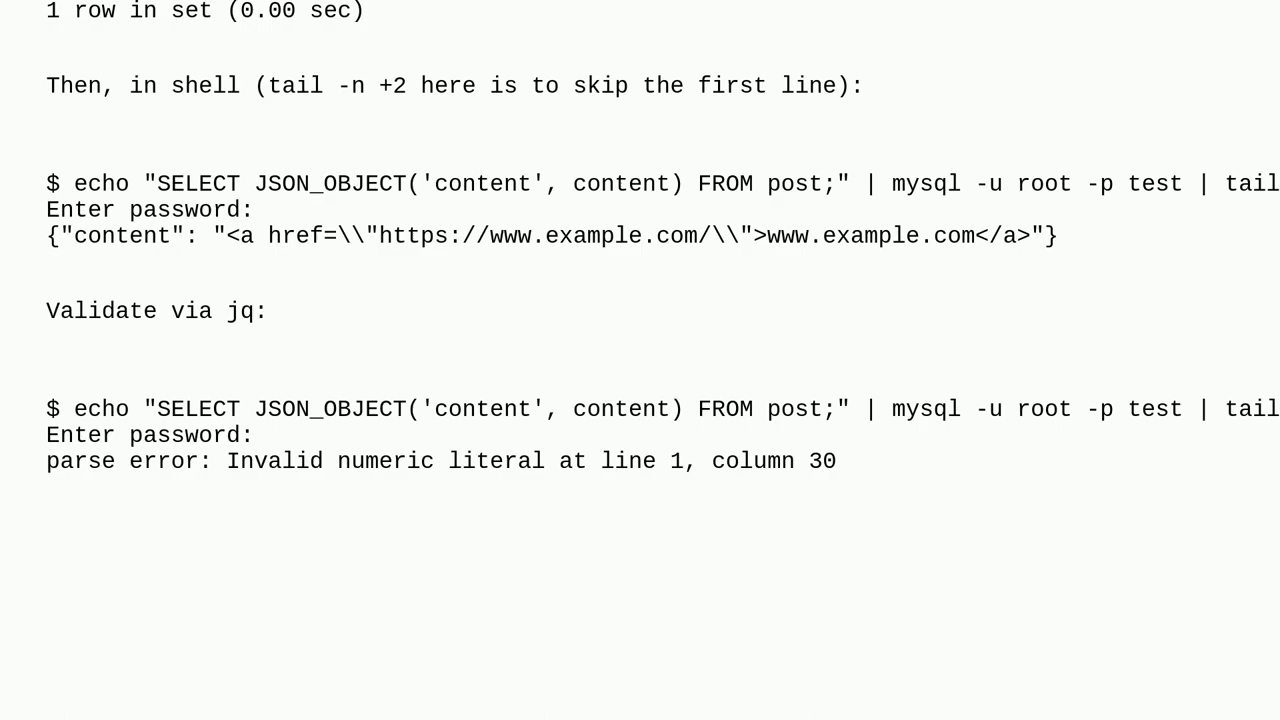 1 row in set (0.00 sec)
Then, in shell (tail -n +2 here is to skip the first line):
$ echo "SELECT JSON_OBJECT('content', content) FROM post;" | mysql -u root -p test | tail
Enter password:
{"content": "<a href=\\"https://www.example.com/\\">www.example.com</a>"}
Validate via jq:
$ echo "SELECT JSON_OBJECT('content', content) FROM post;" | mysql -u root -p test | tail
Enter password:
parse error: Invalid numeric literal at line 1, column 30